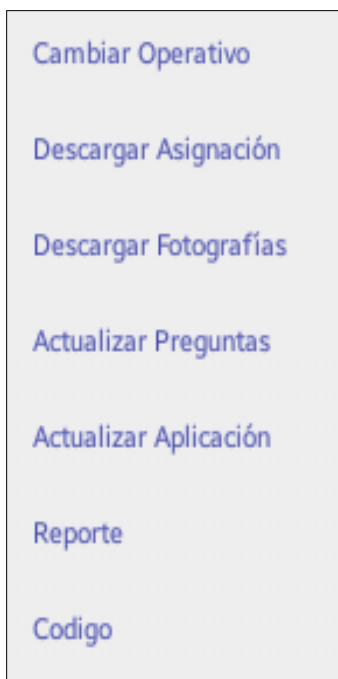 Cambiar Operativo
Descargar Asignación
Descargar Fotografías
Actualizar Preguntas
Actualizar Aplicación
Reporte
Codigo